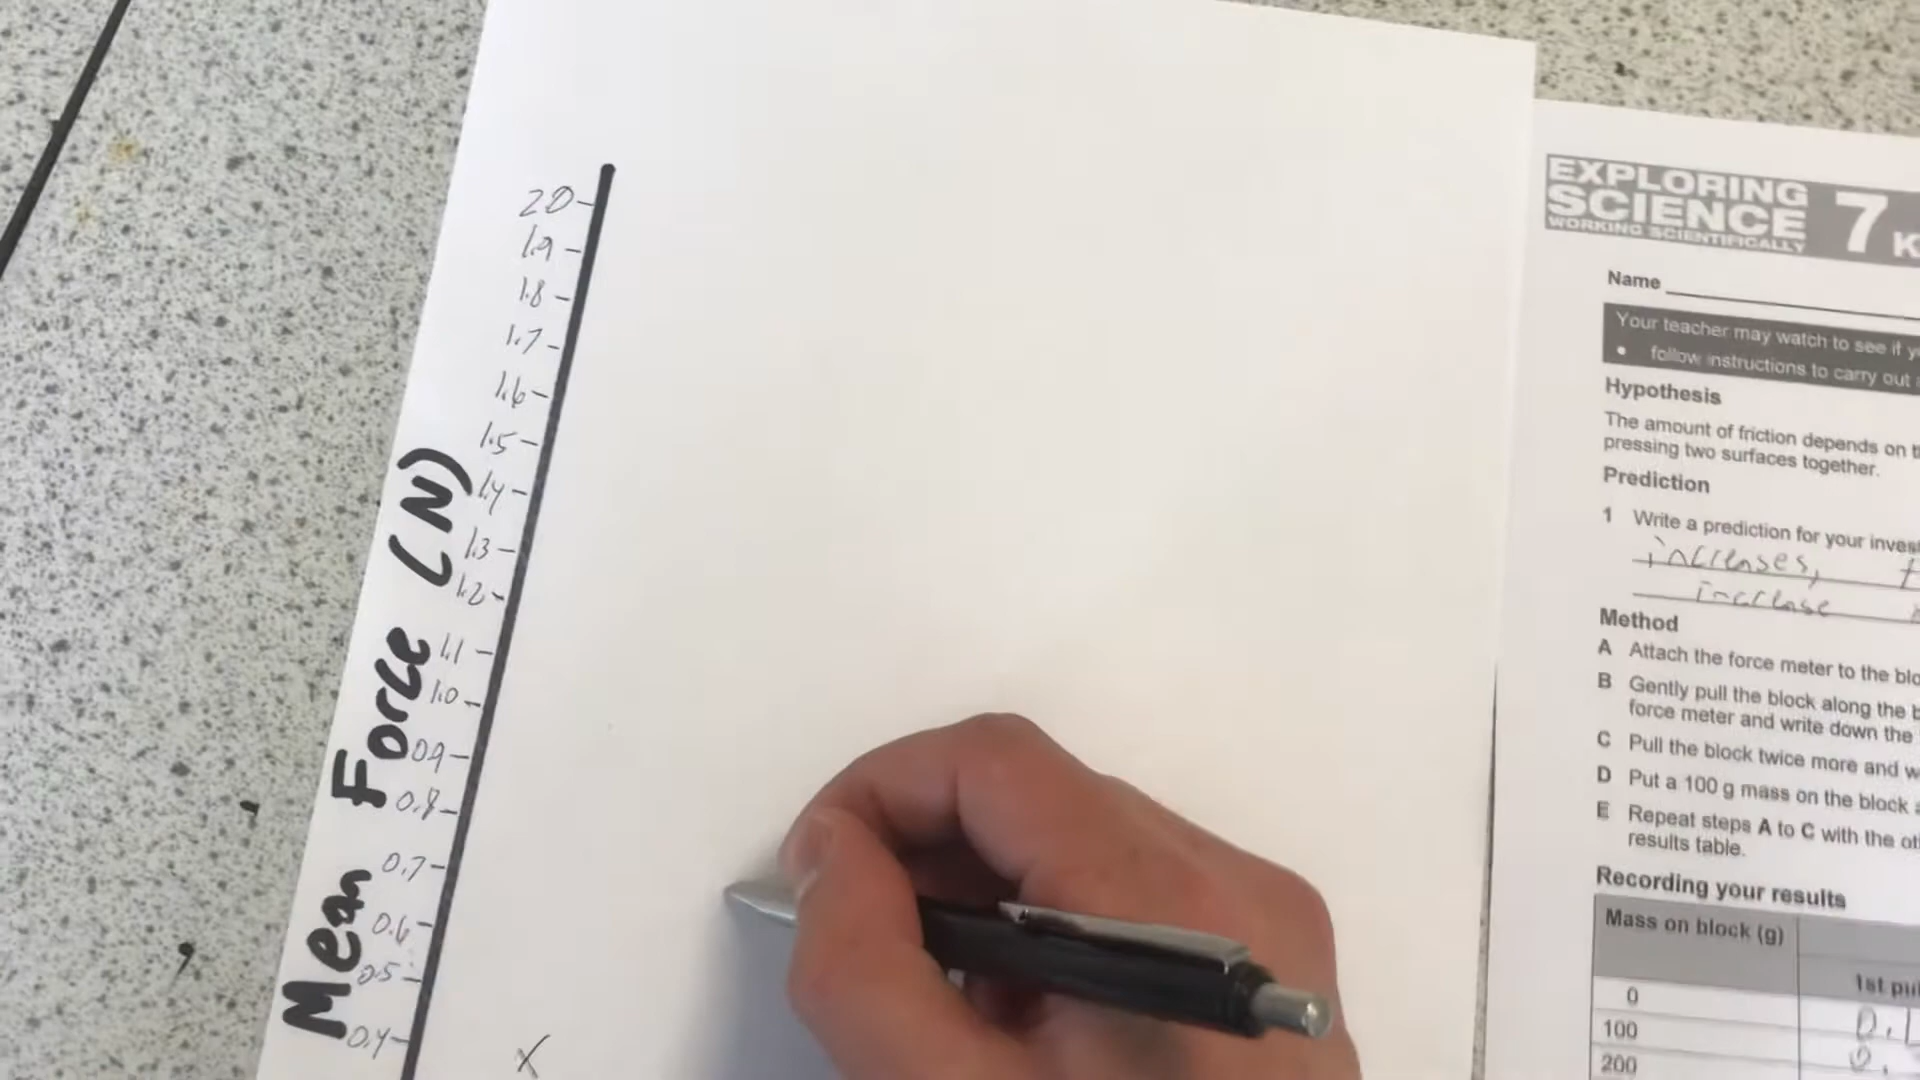 Mean Force (N)
20
1.9
1.8
1.7
1.6
1.5
1.4
1.3
1.2
1.1
1.0
0.9
0.8
0.7
0.6
0.5
0.4
X
EXPLORING
SCIENCE 7 K
WORKING SCIENTIFICALLY
Name
Your teacher may watch to see if
• follow instructions to carry out
Hypothesis
The amount of friction depends on
pressing two surfaces together.
Prediction
1 Write a prediction for your
increases,
increase
Method
A Attach the force meter to the
B Gently pull the block along the
force meter and write down the
C Pull the block twice more and
D Put a 100 g mass on the block
E Repeat steps A to C with the
results table.
Recording your results
Mass on block (g)
1st
0
100
200